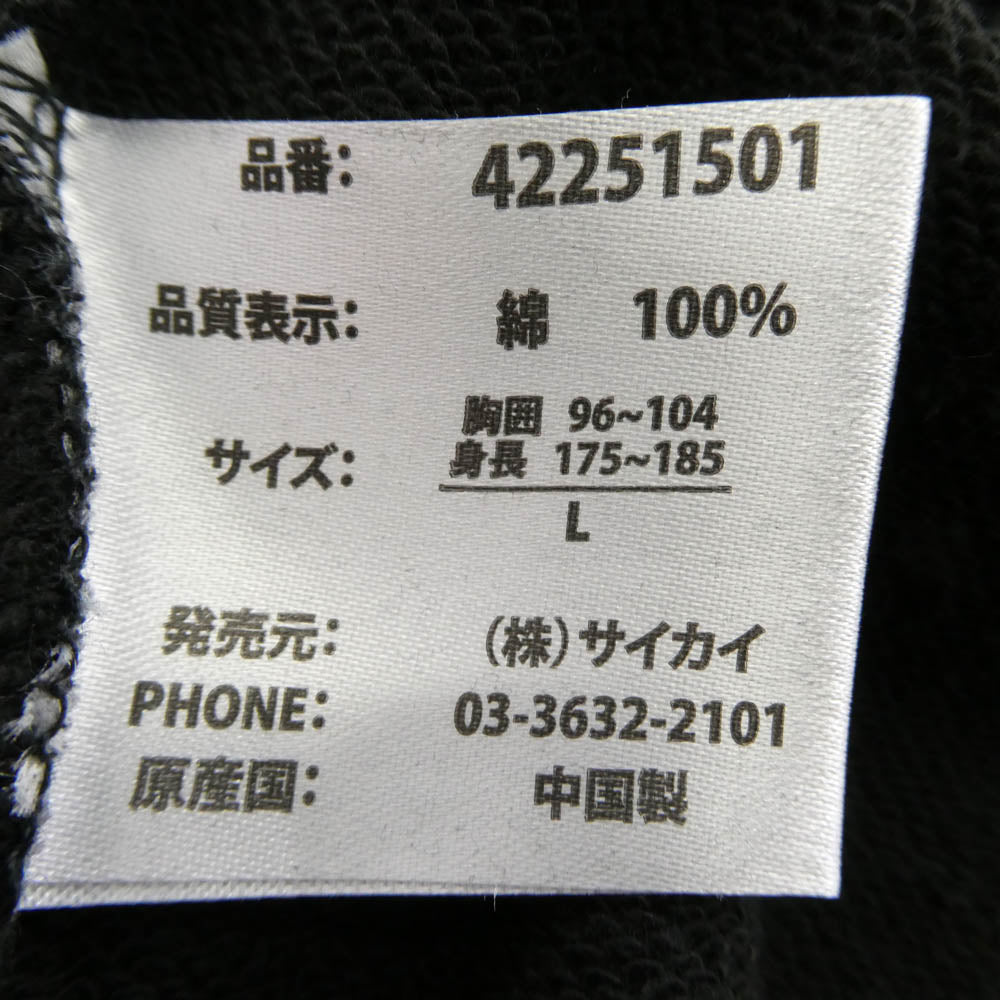 品番： 42251501
品質表示： 綿 100%
胸囲 96~104
サイズ： 身長 175~185
L
発売元： （株）サイカイ
PHONE： 03-3632-2101
原産国： 中国製